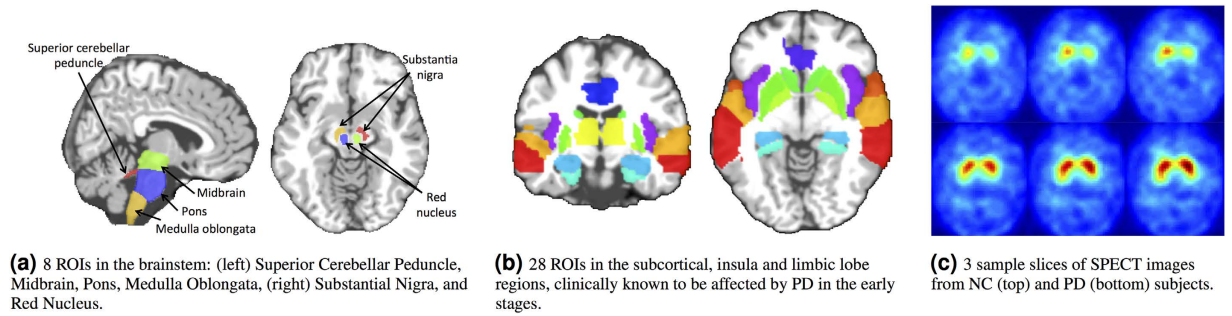 Superior cerebellar
peduncle
Midbrain
Pons
Medulla oblongata
Substantia
nigra
Red
nucleus
(a) 8 ROIs in the brainstem: (left) Superior Cerebellar Peduncle,
Midbrain, Pons, Medulla Oblongata, (right) Substantial Nigra, and
Red Nucleus.
(b) 28 ROIs in the subcortical, insula and limbic lobe
regions, clinically known to be affected by PD in the early
stages.
(c) 3 sample slices of SPECT images
from NC (top) and PD (bottom) subjects.